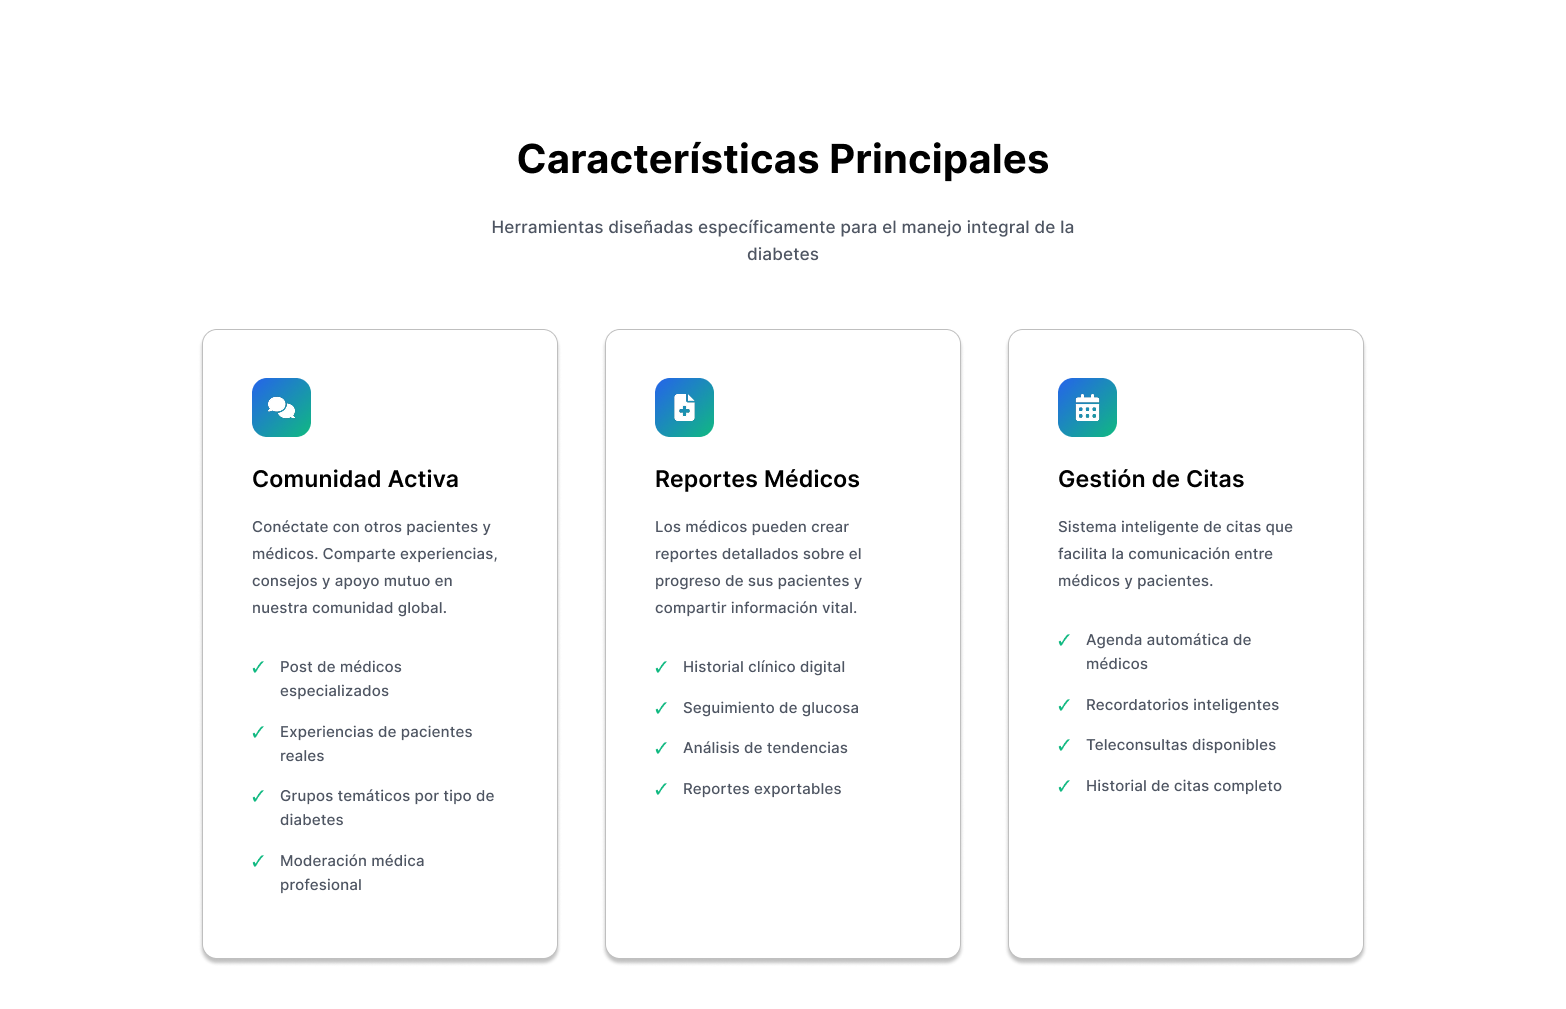 Características Principales
Herramientas diseñadas específicamente para el manejo integral de la
diabetes
Comunidad Activa
Conéctate con otros pacientes y
médicos. Comparte experiencias,
consejos y apoyo mutuo en
nuestra comunidad global.
✓ Post de médicos
especializados
✓ Experiencias de pacientes
reales
✓ Grupos temáticos por tipo de
diabetes
✓ Moderación médica
profesional
Reportes Médicos
Los médicos pueden crear
reportes detallados sobre el
progreso de sus pacientes y
compartir información vital.
✓ Historial clínico digital
✓ Seguimiento de glucosa
✓ Análisis de tendencias
✓ Reportes exportables
Gestión de Citas
Sistema inteligente de citas que
facilita la comunicación entre
médicos y pacientes.
✓ Agenda automática de
médicos
✓ Recordatorios inteligentes
✓ Teleconsultas disponibles
✓ Historial de citas completo